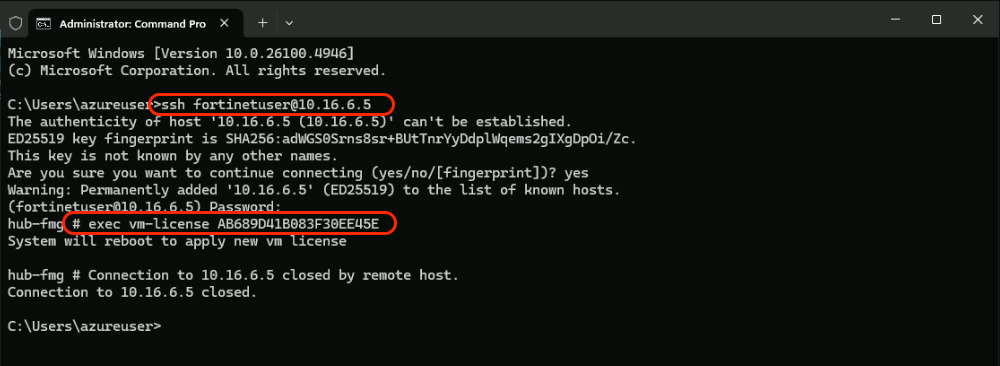 Administrator: Command Pro
Microsoft Windows [Version 10.0.26100.4946]
(c) Microsoft Corporation. All rights reserved.
C:\Users\azureuser>ssh fortinetuser@10.16.6.5
The authenticity of host '10.16.6.5 (10.16.6.5)' can't be established.
ED25519 key fingerprint is SHA256:adWGS0Srns8sr+BUtTnrYyDdplWqems2gIXgDpOi/Zc.
This key is not known by any other names.
Are you sure you want to continue connecting (yes/no/[fingerprint])? yes
Warning: Permanently added '10.16.6.5' (ED25519) to the list of known hosts.
(fortinetuser@10.16.6.5) Password:
hub-fmg # exec vm-license AB689D41B083F30EE45E
System will reboot to apply new vm license
hub-fmg # Connection to 10.16.6.5 closed by remote host.
Connection to 10.16.6.5 closed.
C:\Users\azureuser>